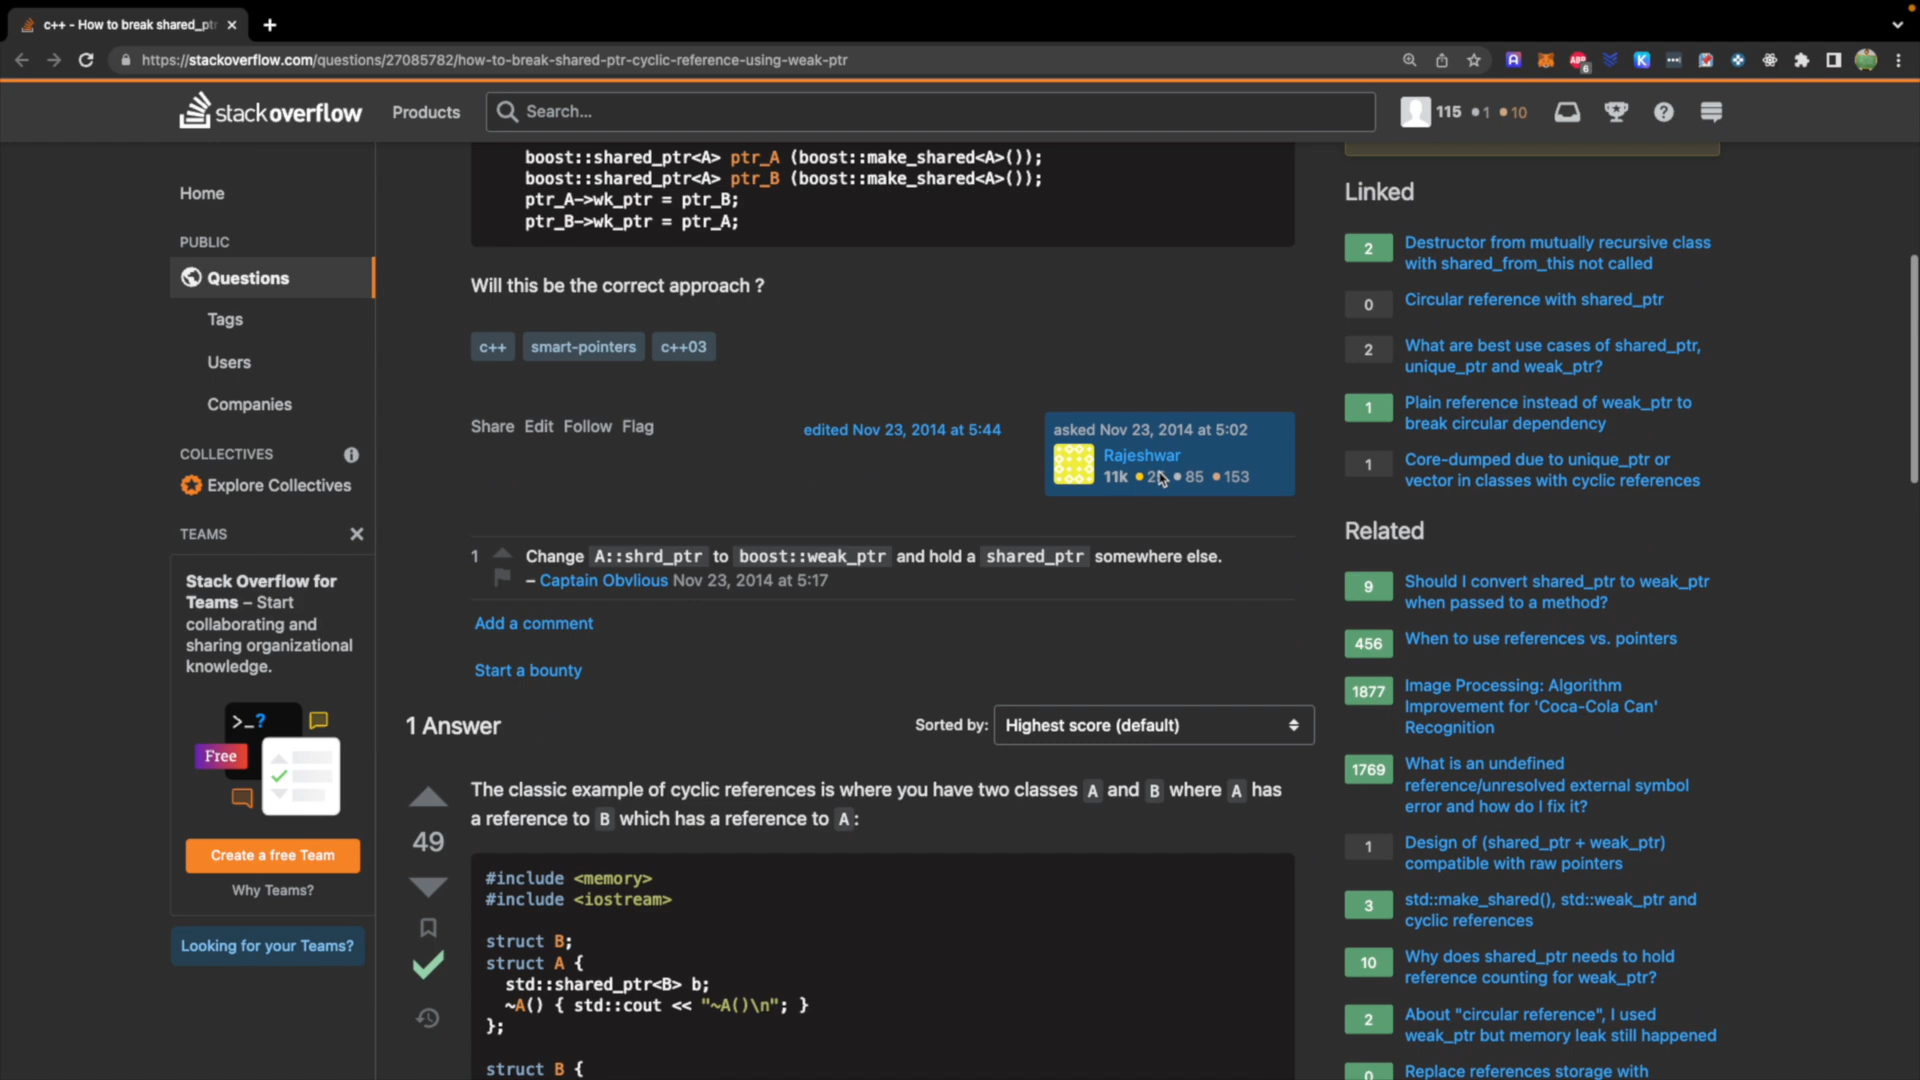 c++ - How to break shared_ptr
https://stackoverflow.com/questions/27085782/how-to-break-shared-ptr-cyclic-reference-using-weak-ptr
ABP
6
K
stackoverflow
Products
Search...
115 1 10
boost::shared_ptr<A> ptr_A (boost::make_shared<A>());
boost::shared_ptr<A> ptr_B (boost::make_shared<A>());
ptr_A->wk_ptr = ptr_B;
ptr_B->wk_ptr = ptr_A;
Will this be the correct approach ?
c++ smart-pointers c++03
Share Edit Follow Flag
edited Nov 23, 2014 at 5:44
asked Nov 23, 2014 at 5:02
Rajeshwar
11k 85 153
1 Change A::shrd_ptr to boost::weak_ptr and hold a shared_ptr somewhere else.
– Captain Obvlious Nov 23, 2014 at 5:17
Add a comment
Start a bounty
1 Answer
Sorted by: Highest score (default)
49
The classic example of cyclic references is where you have two classes A and B where A has
a reference to B which has a reference to A:
#include <memory>
#include <iostream>
struct B;
struct A {
std::shared_ptr<B> b;
~A() { std::cout << "~A()\n"; }
};
struct B {
Home
PUBLIC
Questions
Tags
Users
Companies
COLLECTIVES
Explore Collectives
TEAMS
Stack Overflow for
Teams – Start
collaborating and
sharing organizational
knowledge.
>_?
Free
Create a free Team
Why Teams?
Looking for your Teams?
Linked
2 Destructor from mutually recursive class
with shared_from_this not called
0 Circular reference with shared_ptr
2 What are best use cases of shared_ptr,
unique_ptr and weak_ptr?
1 Plain reference instead of weak_ptr to
break circular dependency
1 Core-dumped due to unique_ptr or
vector in classes with cyclic references
Related
9 Should I convert shared_ptr to weak_ptr
when passed to a method?
456 When to use references vs. pointers
1877 Image Processing: Algorithm
Improvement for 'Coca-Cola Can'
Recognition
1769 What is an undefined
reference/unresolved external symbol
error and how do I fix it?
1 Design of (shared_ptr + weak_ptr)
compatible with raw pointers
3 std::make_shared(), std::weak_ptr and
cyclic references
10 Why does shared_ptr needs to hold
reference counting for weak_ptr?
2 About "circular reference", I used
weak_ptr but memory leak still happened
0 Replace references storage with